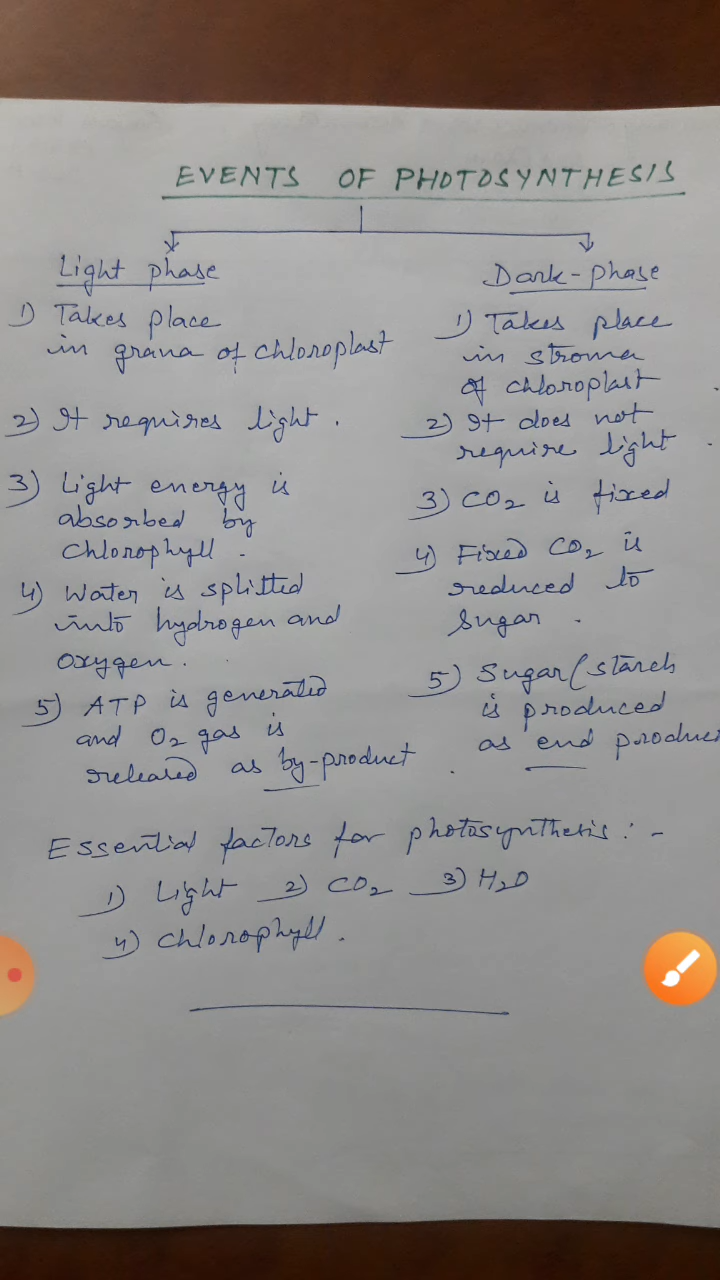 EVENTS OF PHOTOSYNTHESIS
Light phase
1) Takes place
in grana of chloroplast
2) It requires light.
3) Light energy is
absorbed by
chlorophyll.
4) Water is splitted
into hydrogen and
oxygen.
5) ATP is generated
and O2 gas is
released as by-product.
Dark-phase
1) Takes place
in stroma
of chloroplast.
2) It does not
require light.
3) CO2 is fixed
4) Fixed CO2 is
reduced to
Sugar.
5) Sugar/starch
is produced
as end product
Essential factors for photosynthesis:-
1) Light 2) CO2 3) H2O
4) Chlorophyll.